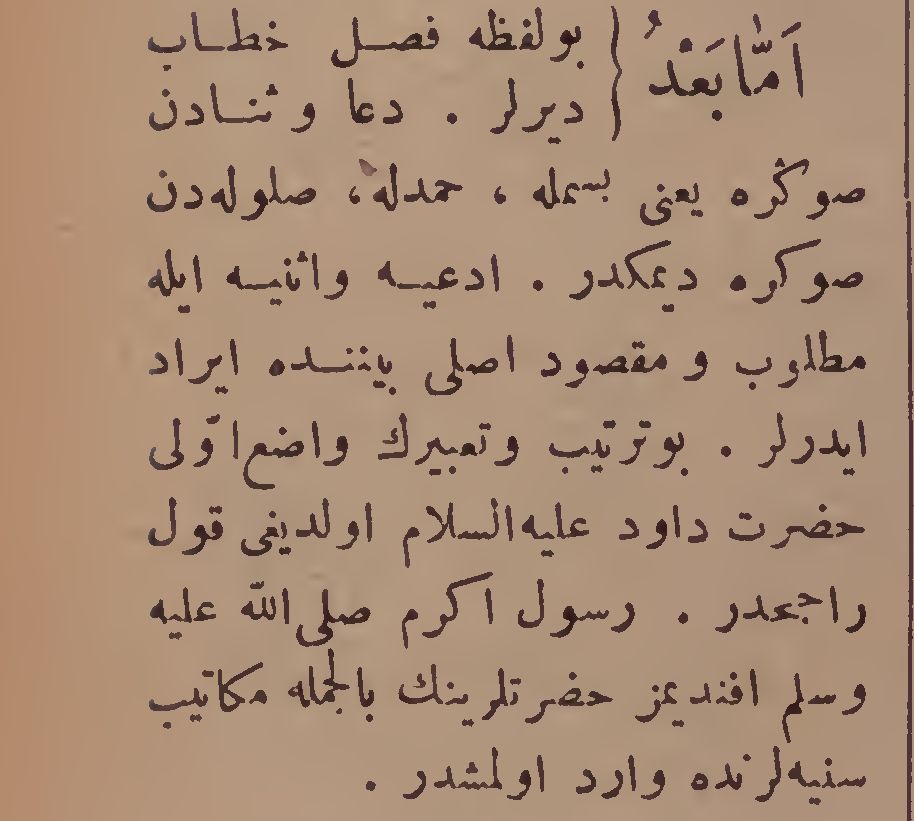 اَمّاَ بَعْدُ } بولفظه فصل خطاب
ديرلر . دعا و ثنادن
صوڭره يعنى بسمله ، حمدله ، صلوله‌دن
صوكره ديمكدر . ادعيه واثنيه ايله
مطلوب و مقصود اصلى بيننده ايراد
ايدرلر . بوترتيب وتعبيرك واضع اوّلى
حضرت داود عليه‌السلام اولديغى قول
راجحدر . رسول اكرم صلى‌الله عليه
وسلم افنديمز حضرتلرينك بالجمله مكاتيب
سنيه‌لرنده وارد اولمشدر .